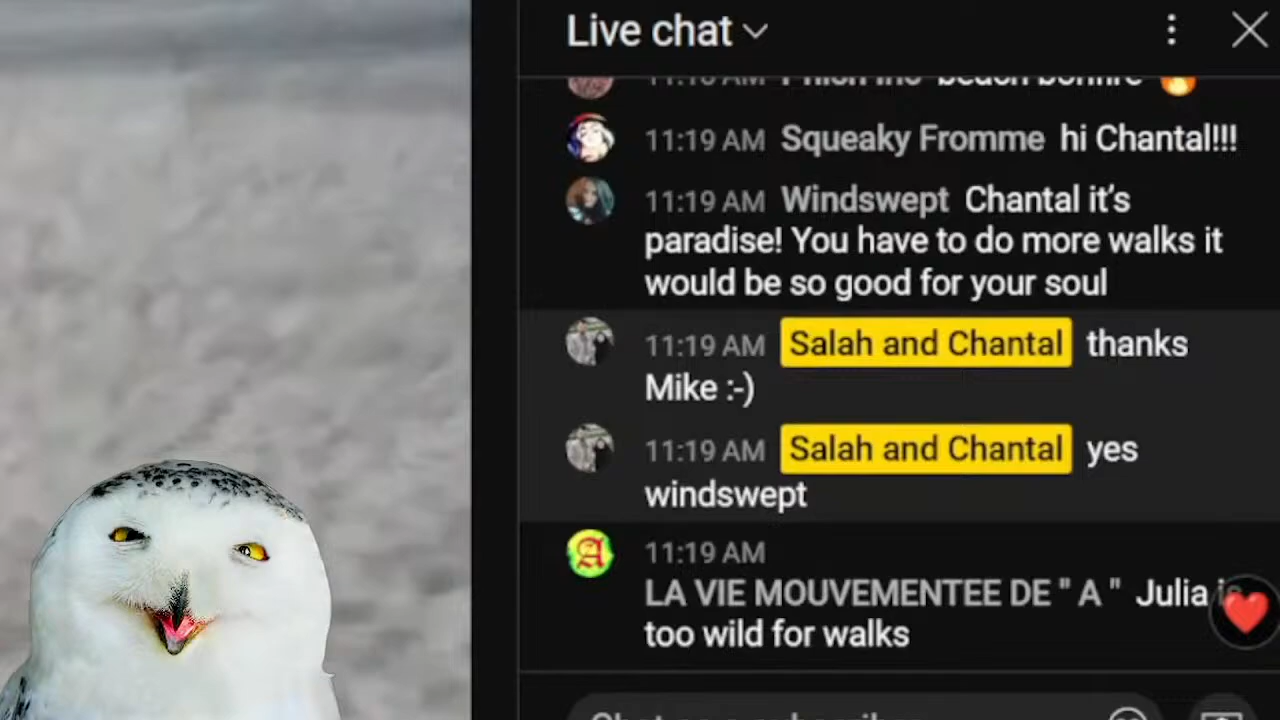 Live chat
beach bonfire
11:19 AM Squeaky Fromme hi Chantal!!!
11:19 AM Windswept Chantal it's
paradise! You have to do more walks it
would be so good for your soul
11:19 AM Salah and Chantal thanks
Mike :-)
11:19 AM Salah and Chantal yes
windswept
11:19 AM
LA VIE MOUVEMENTEE DE " A " Julia is
too wild for walks